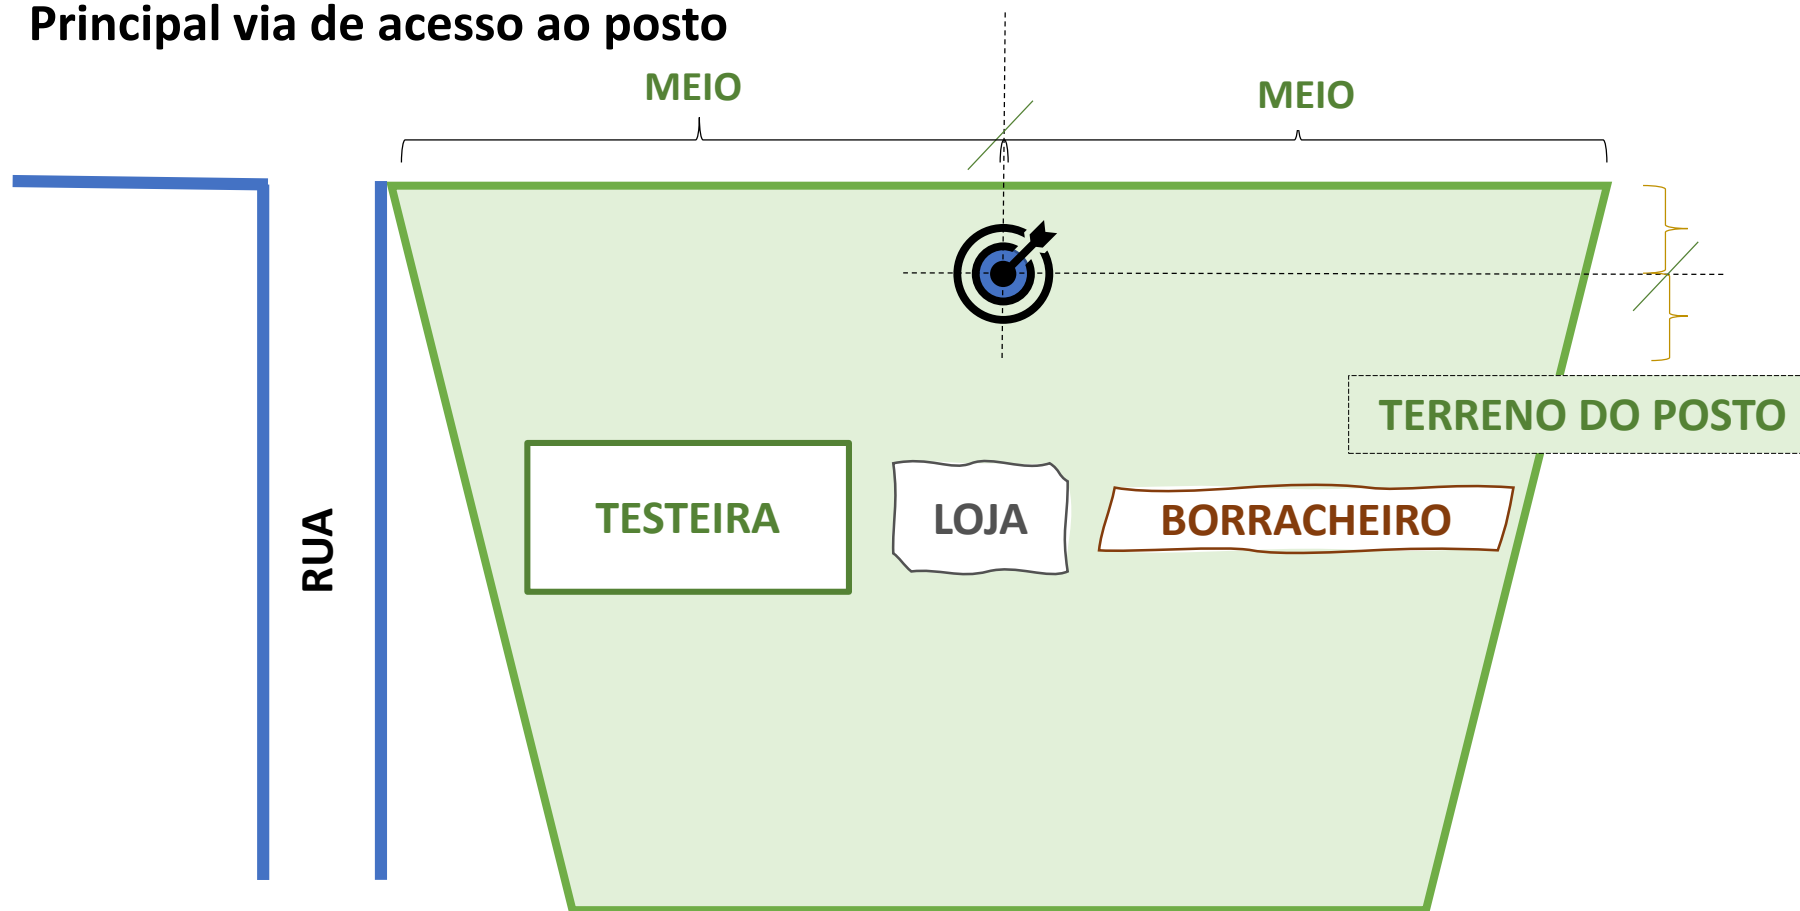 Principal via de acesso ao posto
MEIO
MEIO
TERRENO DO POSTO
RUA
TESTEIRA
LOJA
BORRACHEIRO